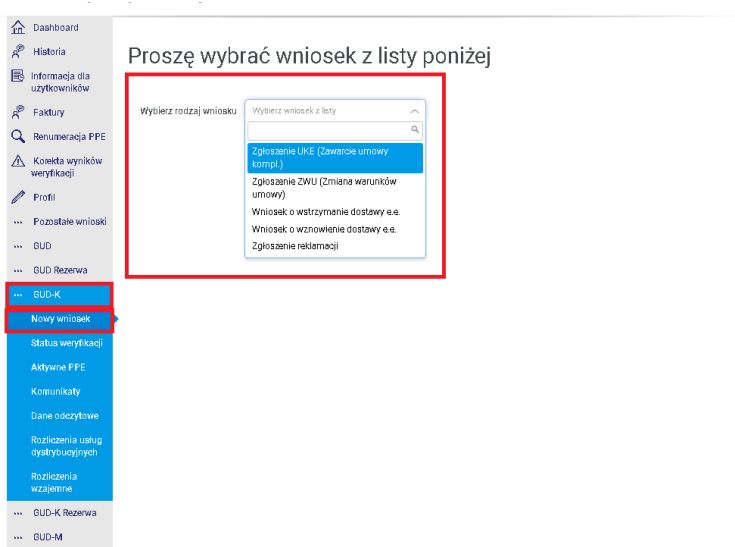 Dashboard
Historia
Informacja dla
użytkowników
Faktury
Renumeracja PPE
Korekta wyników
weryfikacji
Profil
Pozostałe wnioski
GUD
GUD Rezerwa
GUD-K
Nowy wniosek
Status weryfikacji
Aktywne PPE
Komunikaty
Dane odczytowe
Rozliczenia usług
dystrybucyjnych
Rozliczenia
wzajemne
GUD-K Rezerwa
GUD-M
Proszę wybrać wniosek z listy poniżej
Wybierz rodzaj wniosku
Wybierz wniosek z listy
Zgłoszenie UKE (Zawarcie umowy
kompl.)
Zgłoszenie ZWU (Zmiana warunków
umowy)
Wniosek o wstrzymanie dostawy e.e.
Wniosek o wznowienie dostawy e.e.
Zgłoszenie reklamacji